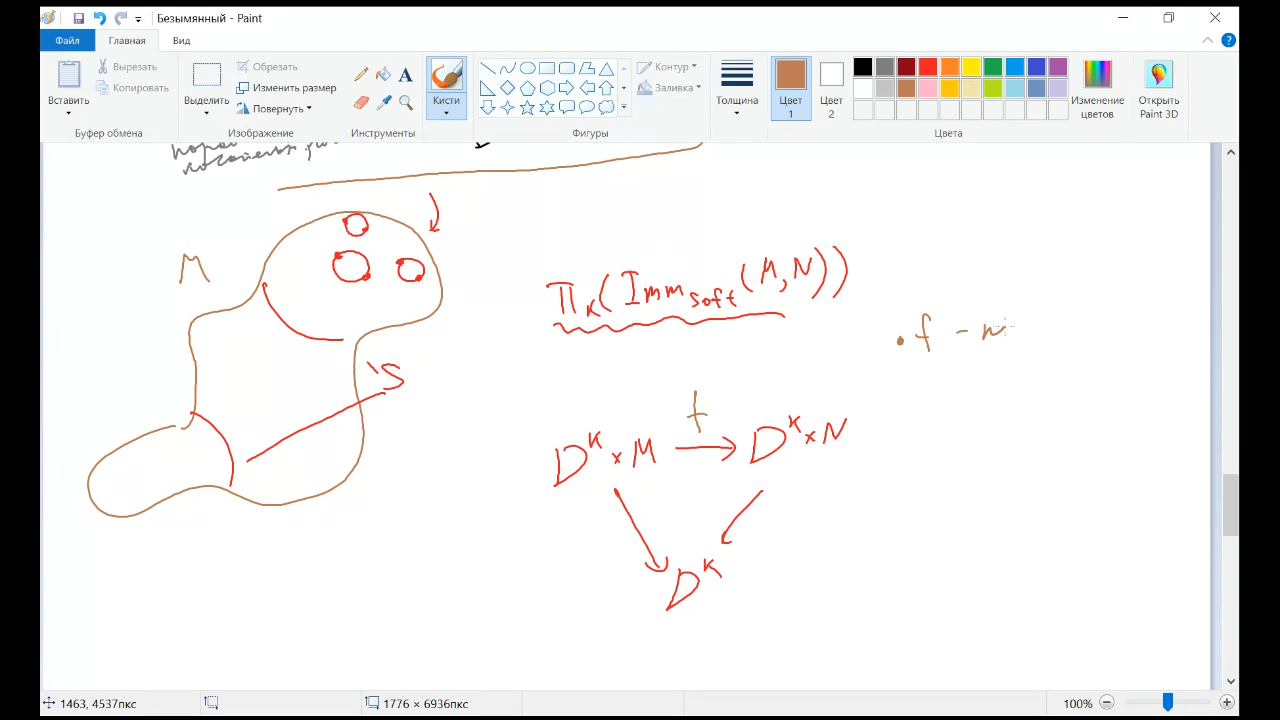 Безымянный - Paint
Файл Главная Вид
Вставить
Вырезать
Копировать
Буфер обмена
Выделить
Обрезать
Изменить размер
Повернуть
Изображение
Инструменты
Кисти
Контур
Заливка
Фигуры
Толщина
Цвет 1
Цвет 2
Изменение цветов
Открыть Paint 3D
Цвета
M
S
π_k(Imm_soft(M,N))
• f -
f
D^k × M → D^k × N
D^k
1463, 4537пкс
1776 × 6936пкс
100%